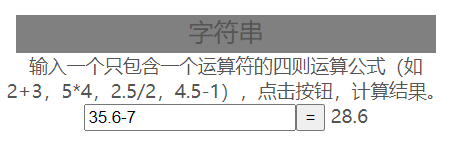 字符串
输入一个只包含一个运算符的四则运算公式（如
2+3，5*4，2.5/2，4.5-1），点击按钮，计算结果。
35.6-7 = 28.6